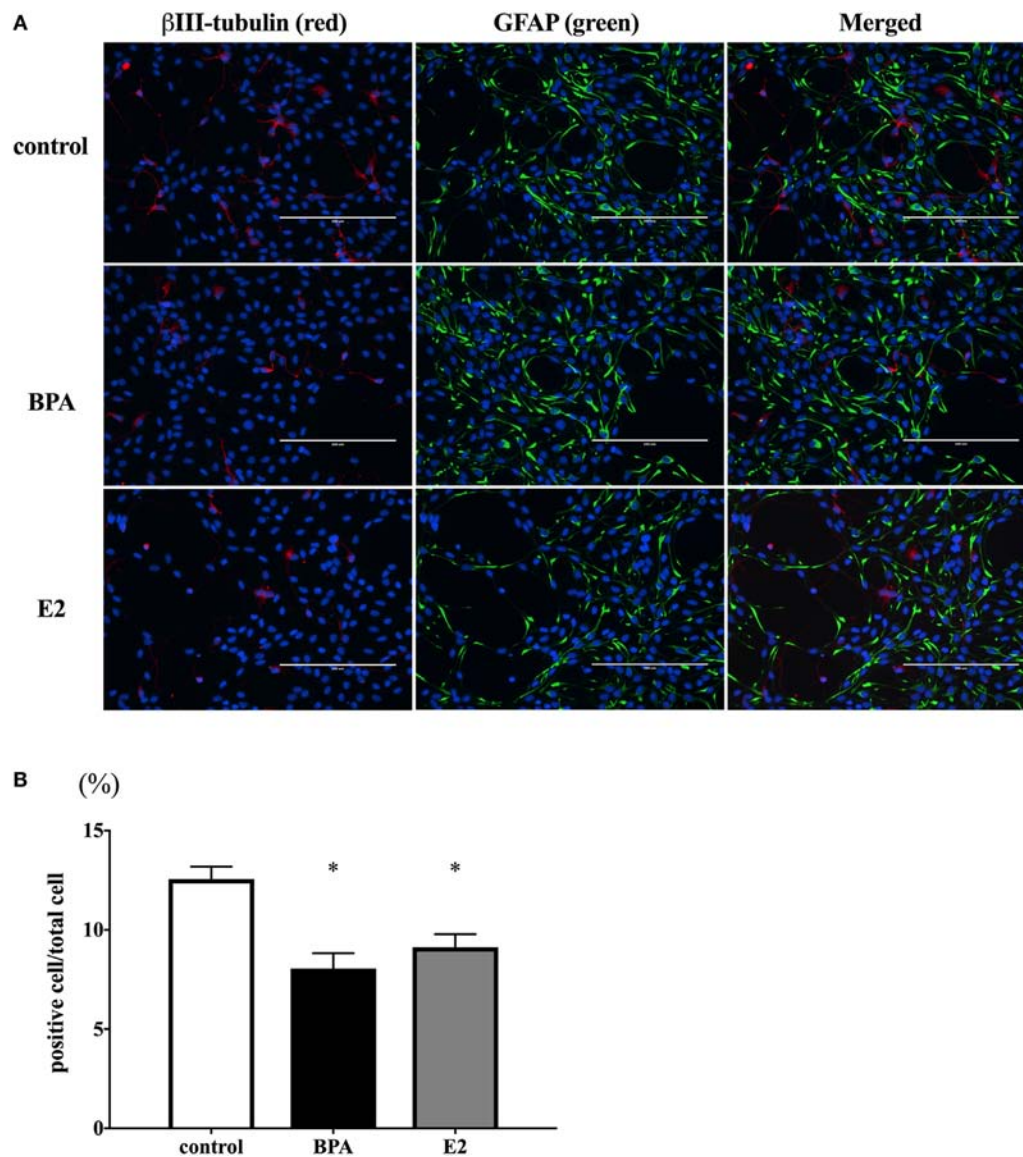 A
βIII-tubulin (red)
GFAP (green)
Merged
control
BPA
E2
B
(%)
15
10
5
0
positive cell/total cell
*
*
control
BPA
E2